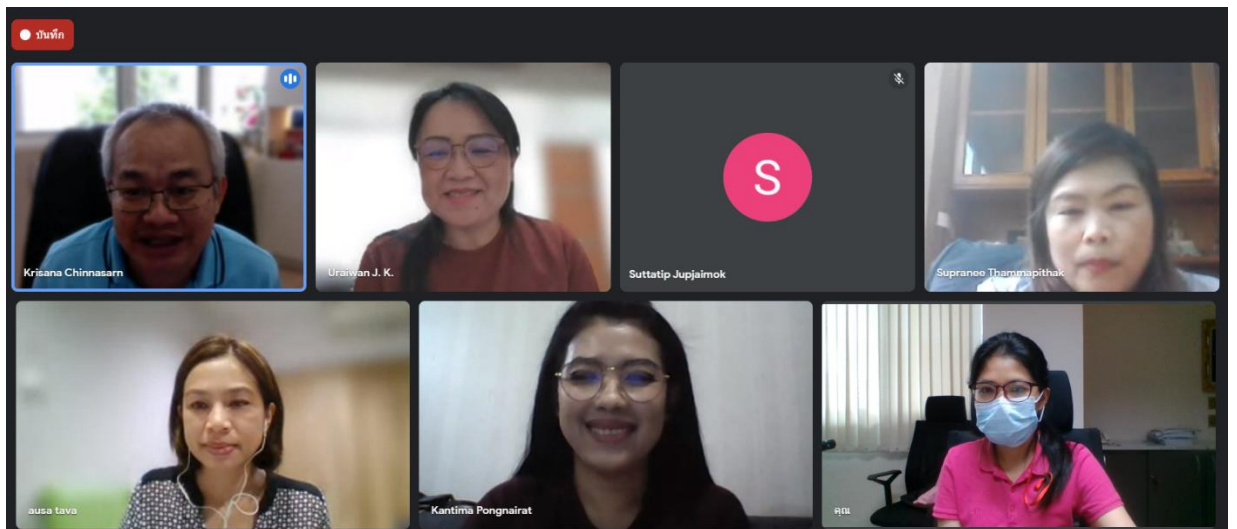 บันทึก
Krisana Chinnasarn
Uraiwan J. K.
S
Suttatip Jupjaimok
Supranee Thammapithak
ausa tava
Kantima Pongnairat
คุณ